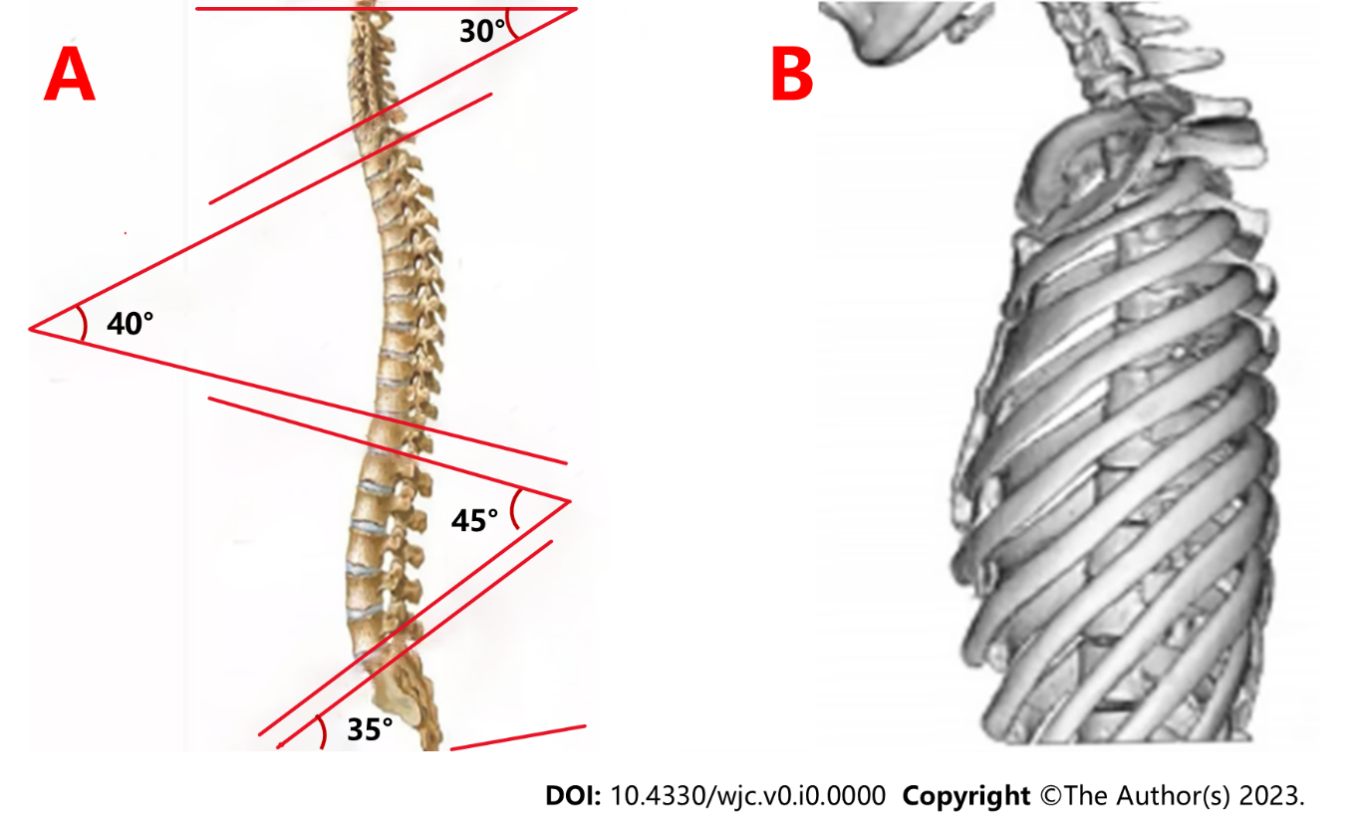 A
B
30°
40°
45°
35°
DOI: 10.4330/wjc.v0.i0.0000 Copyright ©The Author(s) 2023.